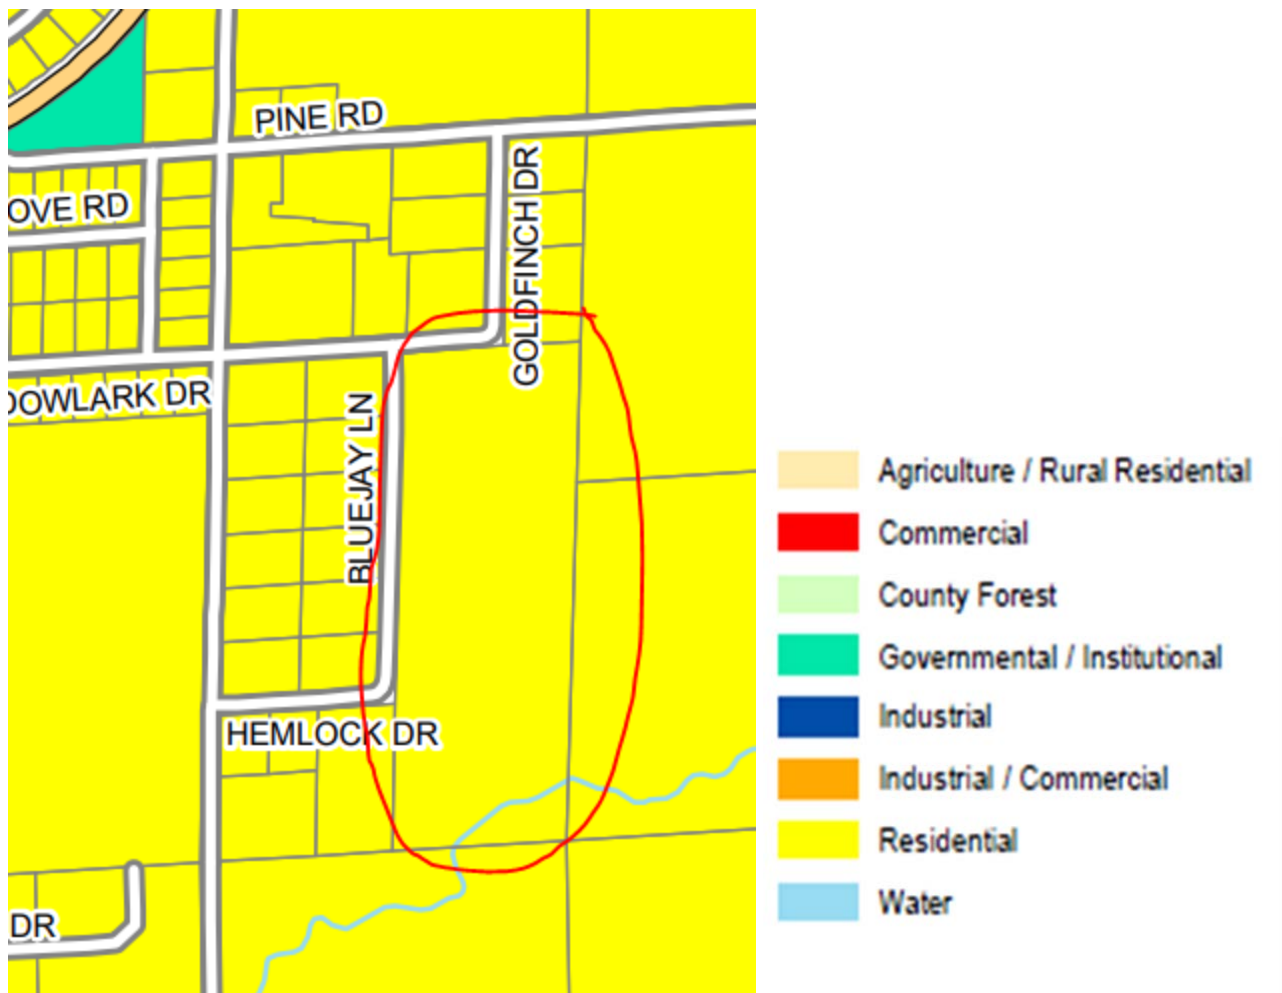 PINE RD
OVE RD
GOLDFINCH DR
DOWLARK DR
BLUEJAY LN
HEMLOCK DR
DR
Agriculture / Rural Residential
Commercial
County Forest
Governmental / Institutional
Industrial
Industrial / Commercial
Residential
Water